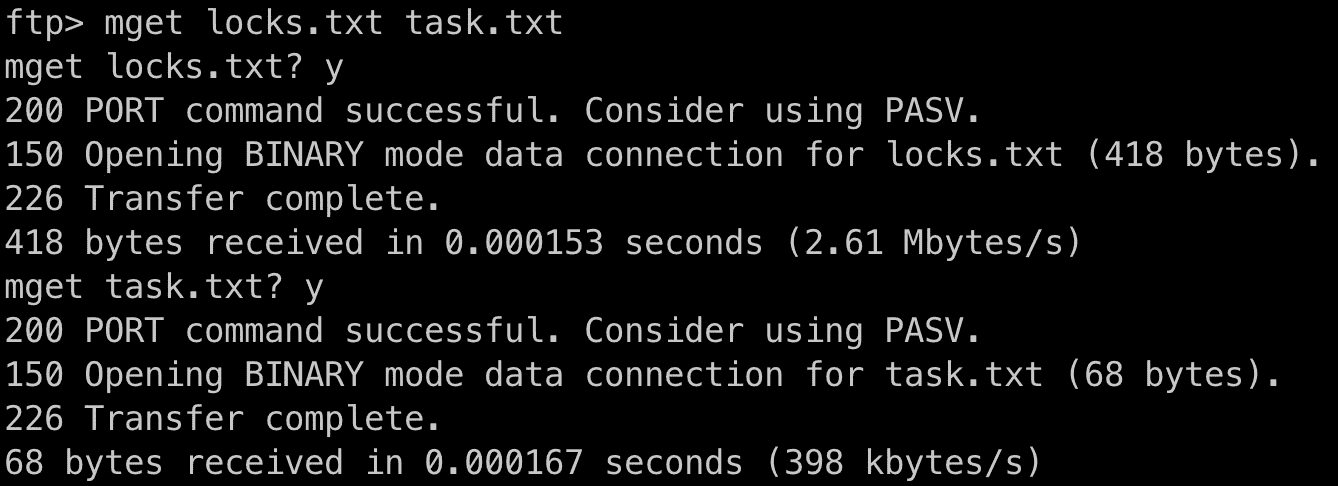 ftp> mget locks.txt task.txt
mget locks.txt? y
200 PORT command successful. Consider using PASV.
150 Opening BINARY mode data connection for locks.txt (418 bytes).
226 Transfer complete.
418 bytes received in 0.000153 seconds (2.61 Mbytes/s)
mget task.txt? y
200 PORT command successful. Consider using PASV.
150 Opening BINARY mode data connection for task.txt (68 bytes).
226 Transfer complete.
68 bytes received in 0.000167 seconds (398 kbytes/s)